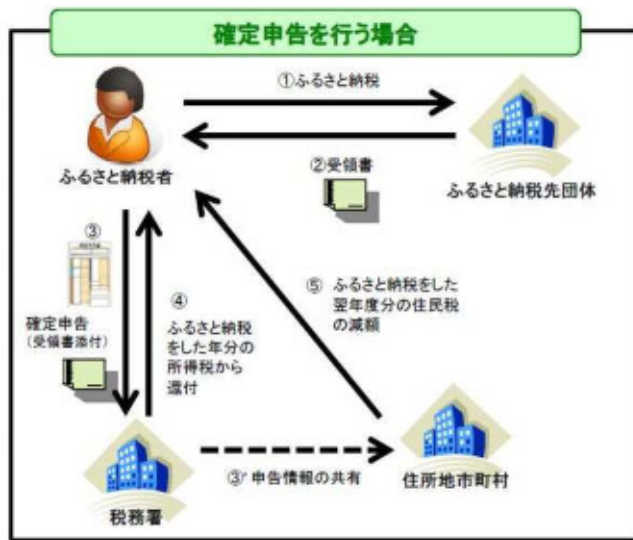 確定申告を行う場合
①ふるさと納税
ふるさと納税者
②受領書
ふるさと納税先団体
③
確定申告
（受領書添付）
④
ふるさと納税
をした年分の
所得税から
還付
⑤ ふるさと納税をした
翌年度分の住民税
の減額
③’申告情報の共有
税務署
住所地市町村